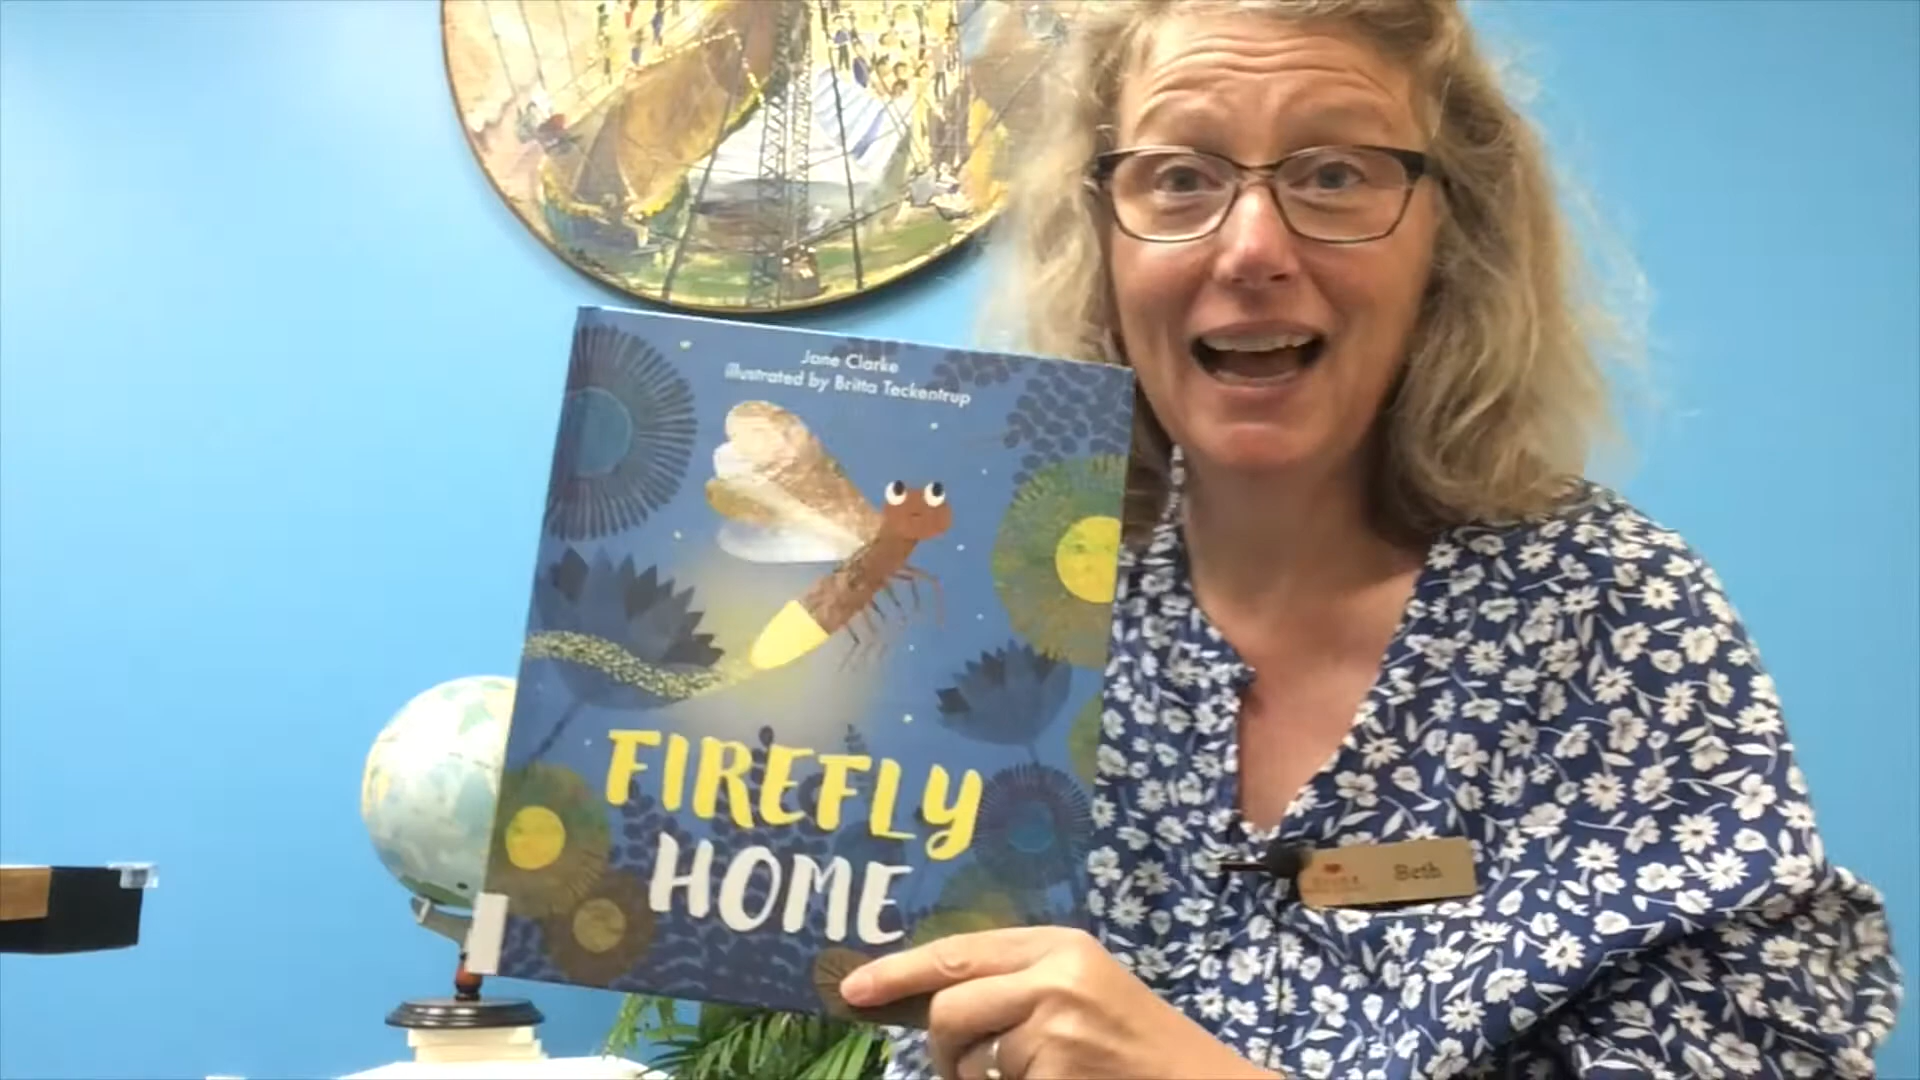 Jane Clarke
illustrated by Britta Teckentrup
FIREFLY
HOME
Beth